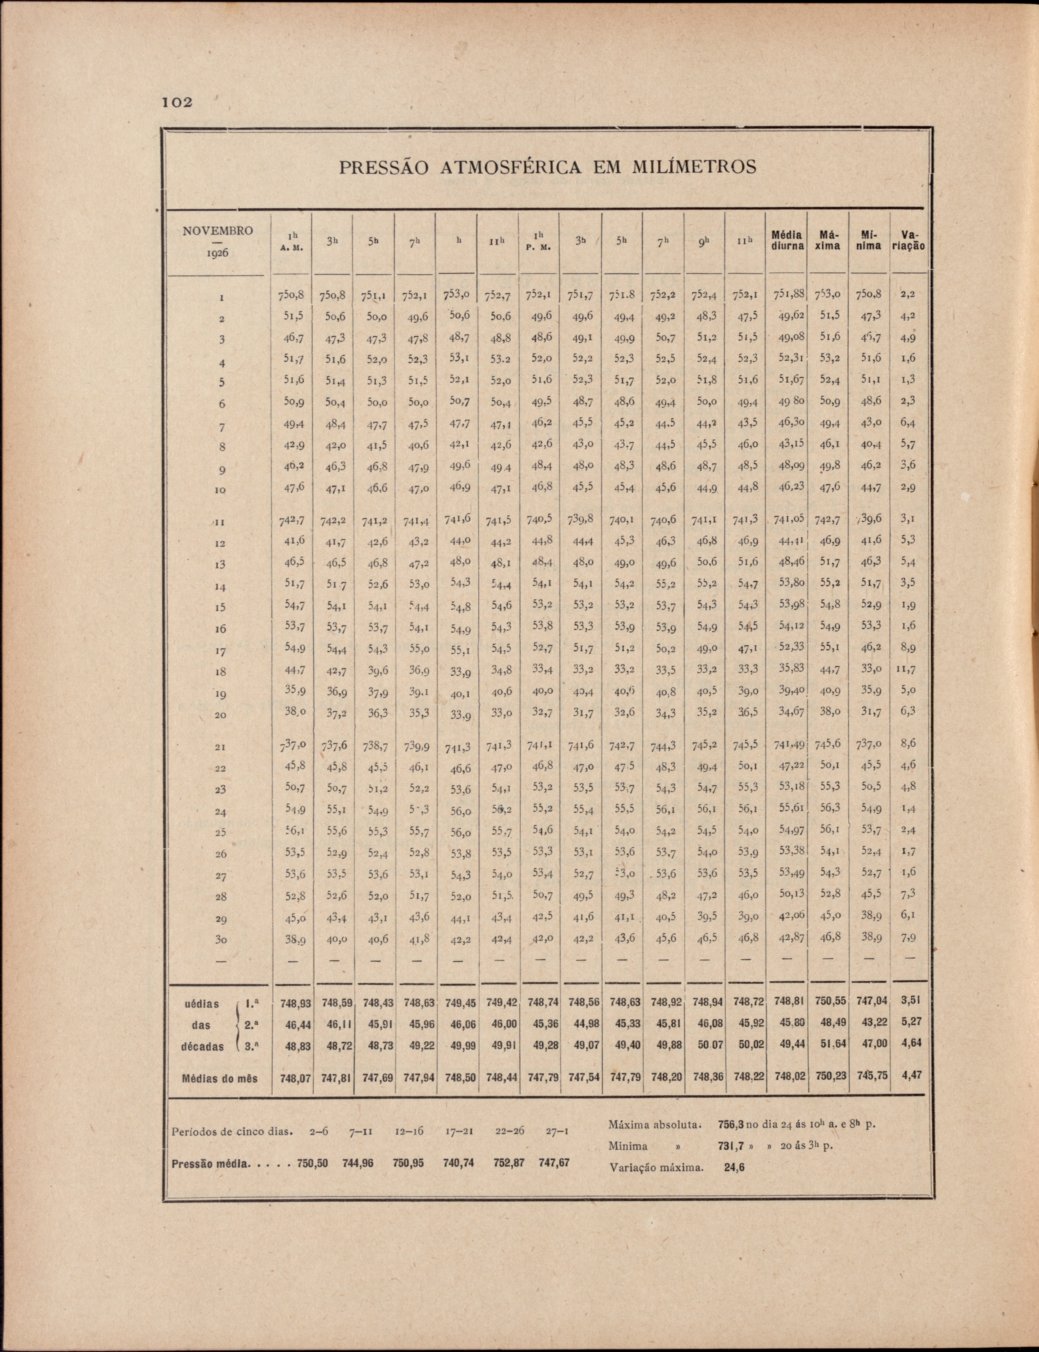 102
PRESSÃO ATMOSFÉRICA EM MILÍMETROS
NOVEMBRO — 1926 1h A. M. 3h 5h 7h h 11h 1h P. M. 3h 5h 7h 9h 11h Média diurna Má-xima Mí-nima Va-riação
1 750,8 750,8 751,1 752,1 753,0 752,7 752,1 751,7 751.8 752,2 752,4 752,1 751,88 753,0 750,8 2,2
2 51,5 50,6 50,0 49,6 50,6 50,6 49,6 49,6 49,4 49,2 48,3 47,5 49,62 51,5 47,3 4,2
3 46,7 47,3 47,3 47,8 48,7 48,8 48,6 49,1 49,9 50,7 51,2 51,5 49,08 51,6 46,7 4,9
4 51,7 51,6 52,0 52,3 53,1 53.2 52,0 52,2 52,3 52,5 52,4 52,3 52,31 53,2 51,6 1,6
5 51,6 51,4 51,3 51,5 52,1 52,0 51,6 52,3 51,7 52,0 51,8 51,6 51,67 52,4 51,1 1,3
6 50,9 50,4 50,0 50,0 50,7 50,4 49,5 48,7 48,6 49,4 50,0 49,4 49 80 50,9 48,6 2,3
7 49,4 48,4 47,7 47,5 47,7 47,1 46,2 45,5 45,2 44,5 44,2 43,5 46,30 49,4 43,0 6,4
8 42,9 42,0 41,5 40,6 42,1 42,6 42,6 43,0 43,7 44,5 45,5 46,0 43,15 46,1 40,4 5,7
9 46,2 46,3 46,8 47,9 49,6 49.4 48,4 48,0 48,3 48,6 48,7 48,5 48,09 49,8 46,2 3,6
10 47,6 47,1 46,6 47,0 46,9 47,1 46,8 45,5 45,4 45,6 44,9 44,8 46,23 47,6 44,7 2,9
11 742,7 742,2 741,2 741,4 741,6 741,5 740,5 739,8 740,1 740,6 741,1 741,3 741,05 742,7 739,6 3,1
12 41,6 41,7 42,6 43,2 44,0 44,2 44,8 44,4 45,3 46,3 46,8 46,9 44,41 46,9 41,6 5,3
13 46,5 46,5 46,8 47,2 48,0 48,1 48,4 48,0 49,0 49,6 50,6 51,6 48,46 51,7 46,3 5,4
14 51,7 51 7 52,6 53,0 54,3 54,4 54,1 54,1 54,2 55,2 55,2 54,7 53,80 55,2 51,7 3,5
15 54,7 54,1 54,1 54,4 54,8 54,6 53,2 53,2 53,2 53,7 54,3 54,3 53,98 54,8 52,9 1,9
16 53,7 53,7 53,7 54,1 54,9 54,3 53,8 53,3 53,9 53,9 54,9 54,5 54,12 54,9 53,3 1,6
17 54,9 54,4 54,3 55,0 55,1 54,5 52,7 51,7 51,2 50,2 49,0 47,1 52,33 55,1 46,2 8,9
18 44,7 42,7 39,6 36,9 33,9 34,8 33,4 33,2 33,2 33,5 33,2 33,3 35,83 44,7 33,0 11,7
19 35,9 36,9 37,9 39.1 40,1 40,6 40,0 40,4 40,6 40,8 40,5 39,0 39,40 40,9 35,9 5,0
20 38,0 37,2 36,3 35,3 33,9 33,0 32,7 31,7 32,6 34,3 35,2 36,5 34,67 38,0 31,7 6,3
21 737,0 737,6 738,7 739,9 741,3 741,3 741,1 741,6 742,7 744,3 745,2 745,5 741,49 745,6 737,0 8,6
22 45,8 45,8 45,5 46,1 46,6 47,0 46,8 47,0 47 5 48,3 49,4 50,1 47,22 50,1 45,5 4,6
23 50,7 50,7 51,2 52,2 53,6 54,1 53,2 53,5 53,7 54,3 54,7 55,3 53,18 55,3 50,5 4,8
24 54,9 55,1 54,9 5 ,3 56,0 56,2 55,2 55,4 55,5 56,1 56,1 56,1 55,61 56,3 54,9 1,4
25 56,1 55,6 55,3 55,7 56,0 55,7 54,6 54,1 54,0 54,2 54,5 54,0 54,97 56,1 53,7 2,4
26 53,5 52,9 52,4 52,8 53,8 53,5 53,3 53,1 53,6 53,7 54,0 53,9 53,38 54,1 52,4 1,7
27 53,6 53,5 53,6 53,1 54,3 54,0 53,4 52,7 53,0 53,6 53,6 53,5 53,49 54,3 52,7 1,6
28 52,8 52,6 52,0 51,7 52,0 51,5 50,7 49,5 49,3 48,2 47,2 46,0 50,13 52,8 45,5 7,3
29 45,0 43,4 43,1 43,6 44,1 43,4 42,5 41,6 41,1 40,5 39,5 39,0 42,06 45,0 38,9 6,1
30 38,9 40,0 40,6 41,8 42,2 42,4 42,0 42,2 43,6 45,6 46,5 46,8 42,87 46,8 38,9 7,9
— — — — — — — — — — — — — — — — —
uédias 1.ª 748,93 748,59 748,43 748,63 749,45 749,42 748,74 748,56 748,63 748,92 748,94 748,72 748,81 750,55 747,04 3,51
das 2.ª 46,44 46,11 45,91 45,96 46,06 46,00 45,36 44,98 45,33 45,81 46,08 45,92 45.80 48,49 43,22 5,27
décadas 3.ª 48,83 48,72 48,73 49,22 49,99 49,91 49,28 49,07 49,40 49,88 50 07 50,02 49,44 51,64 47,00 4,64
Médias do mês 748,07 747,81 747,69 747,94 748,50 748,44 747,79 747,54 747,79 748,20 748,36 748,22 748,02 750,23 745,75 4,47
Períodos de cinco dias. 2–6 7–11 12–16 17–21 22–26 27–1
Pressão média. . . . . 750,50 744,96 750,95 740,74 752,87 747,67
Máxima absoluta. 756,3 no dia 24 ás 10h a. e 8h p.
Minima » 731,7 » » 20 ás 3h p.
Variação máxima. 24,6